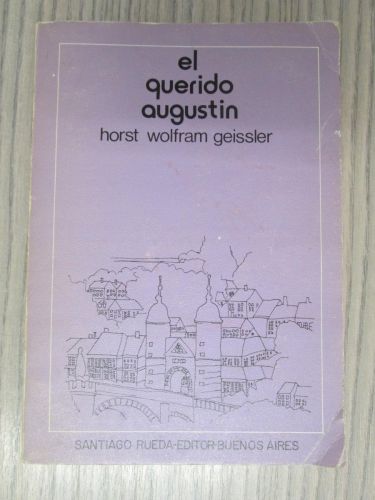 el
querido
augustin
horst wolfram geissler
SANTIAGO RUEDA-EDITOR-BUENOS AIRES